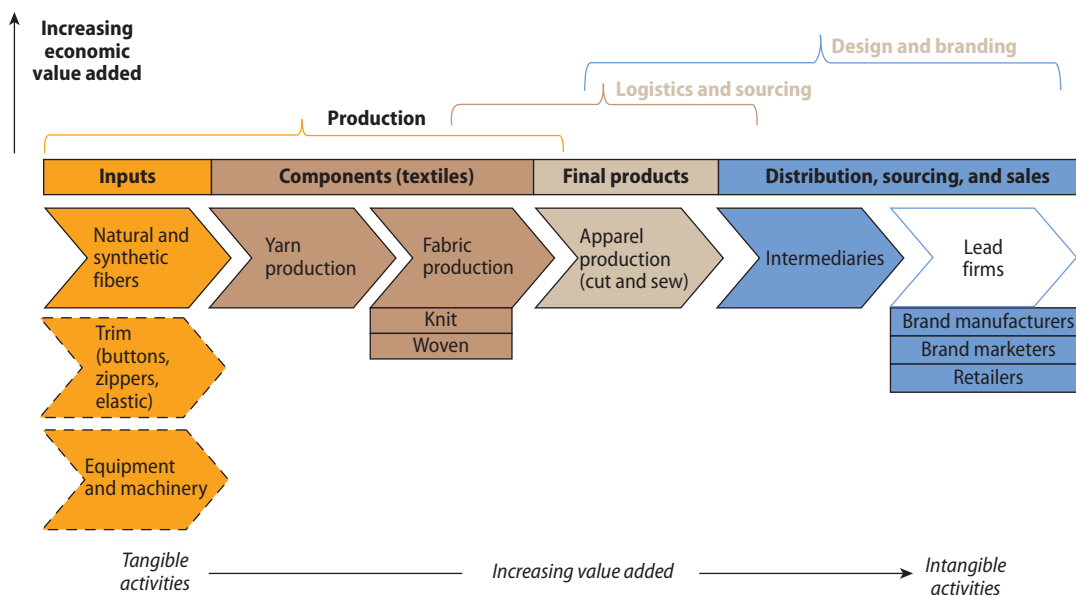 Increasing
economic
value added
Design and branding
Logistics and sourcing
Production
Inputs
Components (textiles)
Final products
Distribution, sourcing, and sales
Natural and
synthetic
fibers
Yarn
production
Fabric
production
Apparel
production
(cut and sew)
Intermediaries
Lead
firms
Knit
Woven
Brand manufacturers
Brand marketers
Retailers
Trim
(buttons,
zippers,
elastic)
Equipment
and machinery
Tangible
activities
Increasing value added
Intangible
activities